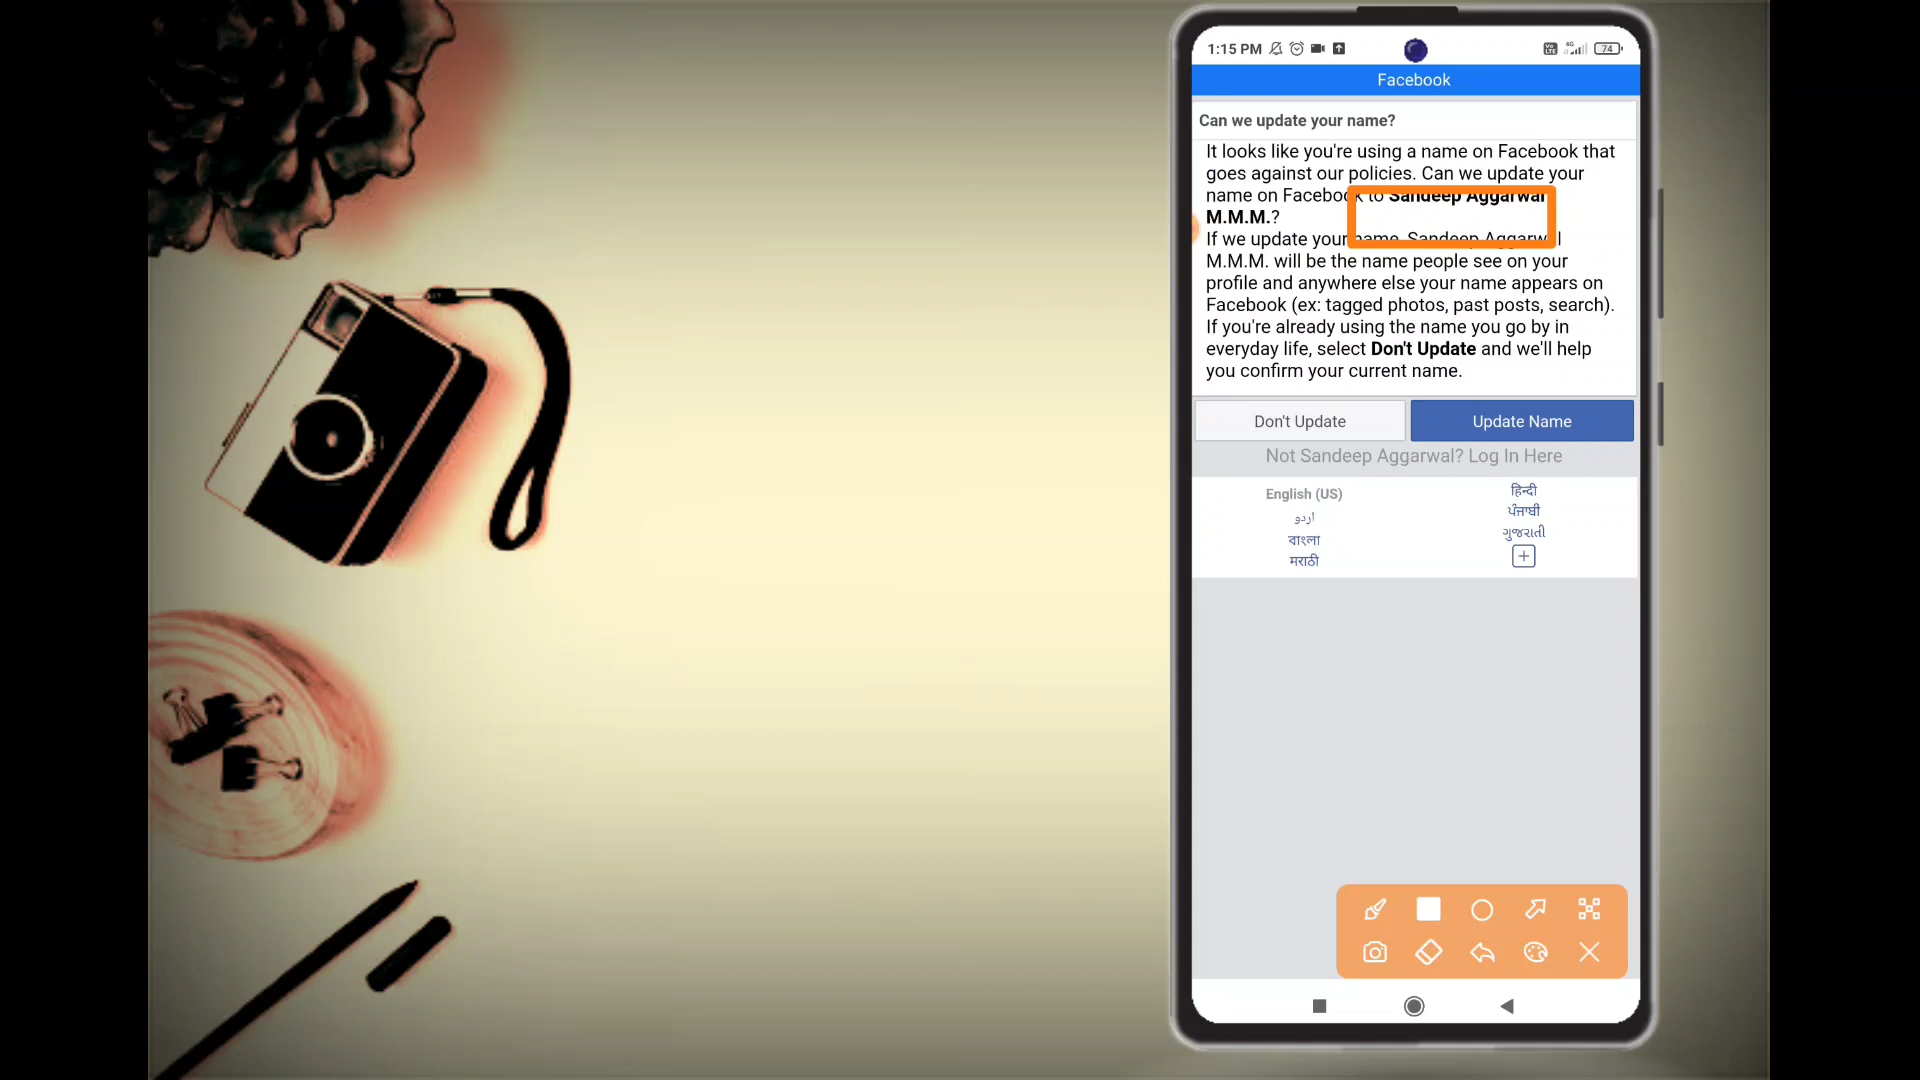 1:15 PM
Vo LTE 4G 74
Facebook
Can we update your name?
It looks like you're using a name on Facebook that
goes against our policies. Can we update your
name on Facebook to Sandeep Aggarwal
M.M.M.?
If we update your name, Sandeep Aggarwal
M.M.M. will be the name people see on your
profile and anywhere else your name appears on
Facebook (ex: tagged photos, past posts, search).
If you're already using the name you go by in
everyday life, select Don't Update and we'll help
you confirm your current name.
Don't Update
Update Name
Not Sandeep Aggarwal? Log In Here
English (US)
हिन्दी
اردو
ਪੰਜਾਬੀ
বাংলা
ગુજરાતી
मराठी